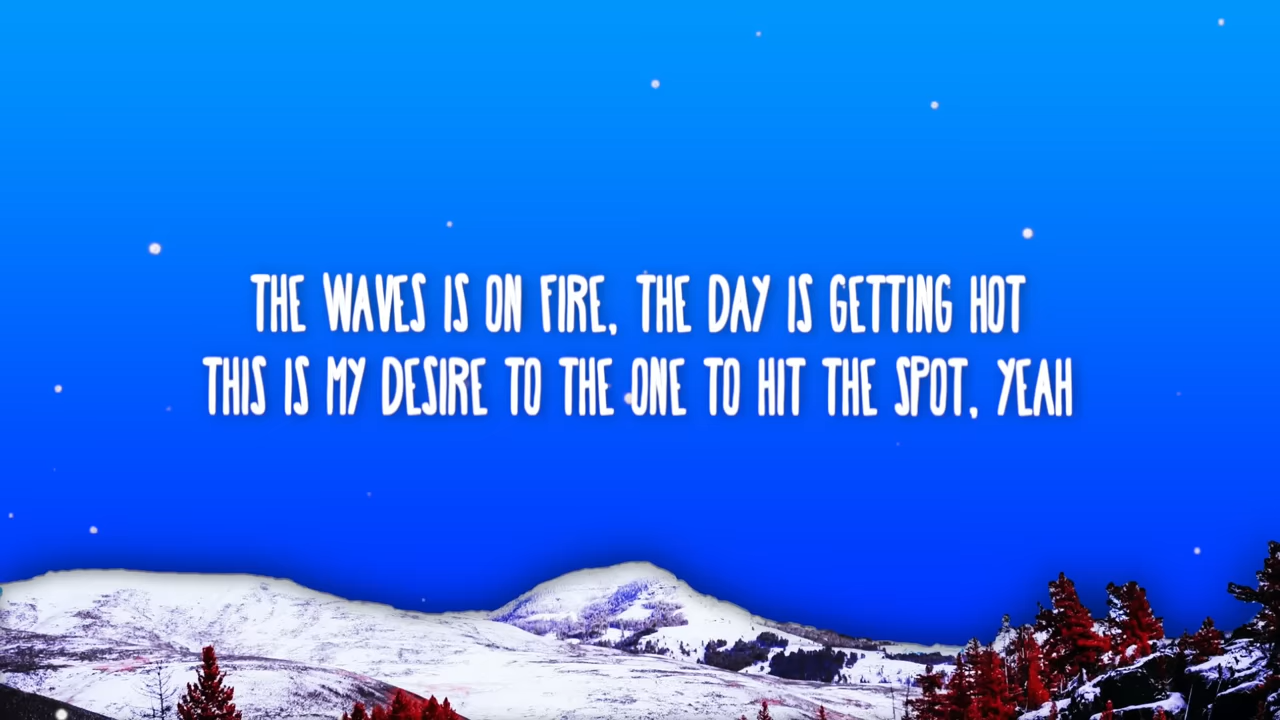 THE WAVES IS ON FIRE, THE DAY IS GETTING HOT
THIS IS MY DESIRE TO THE ONE TO HIT THE SPOT, YEAH